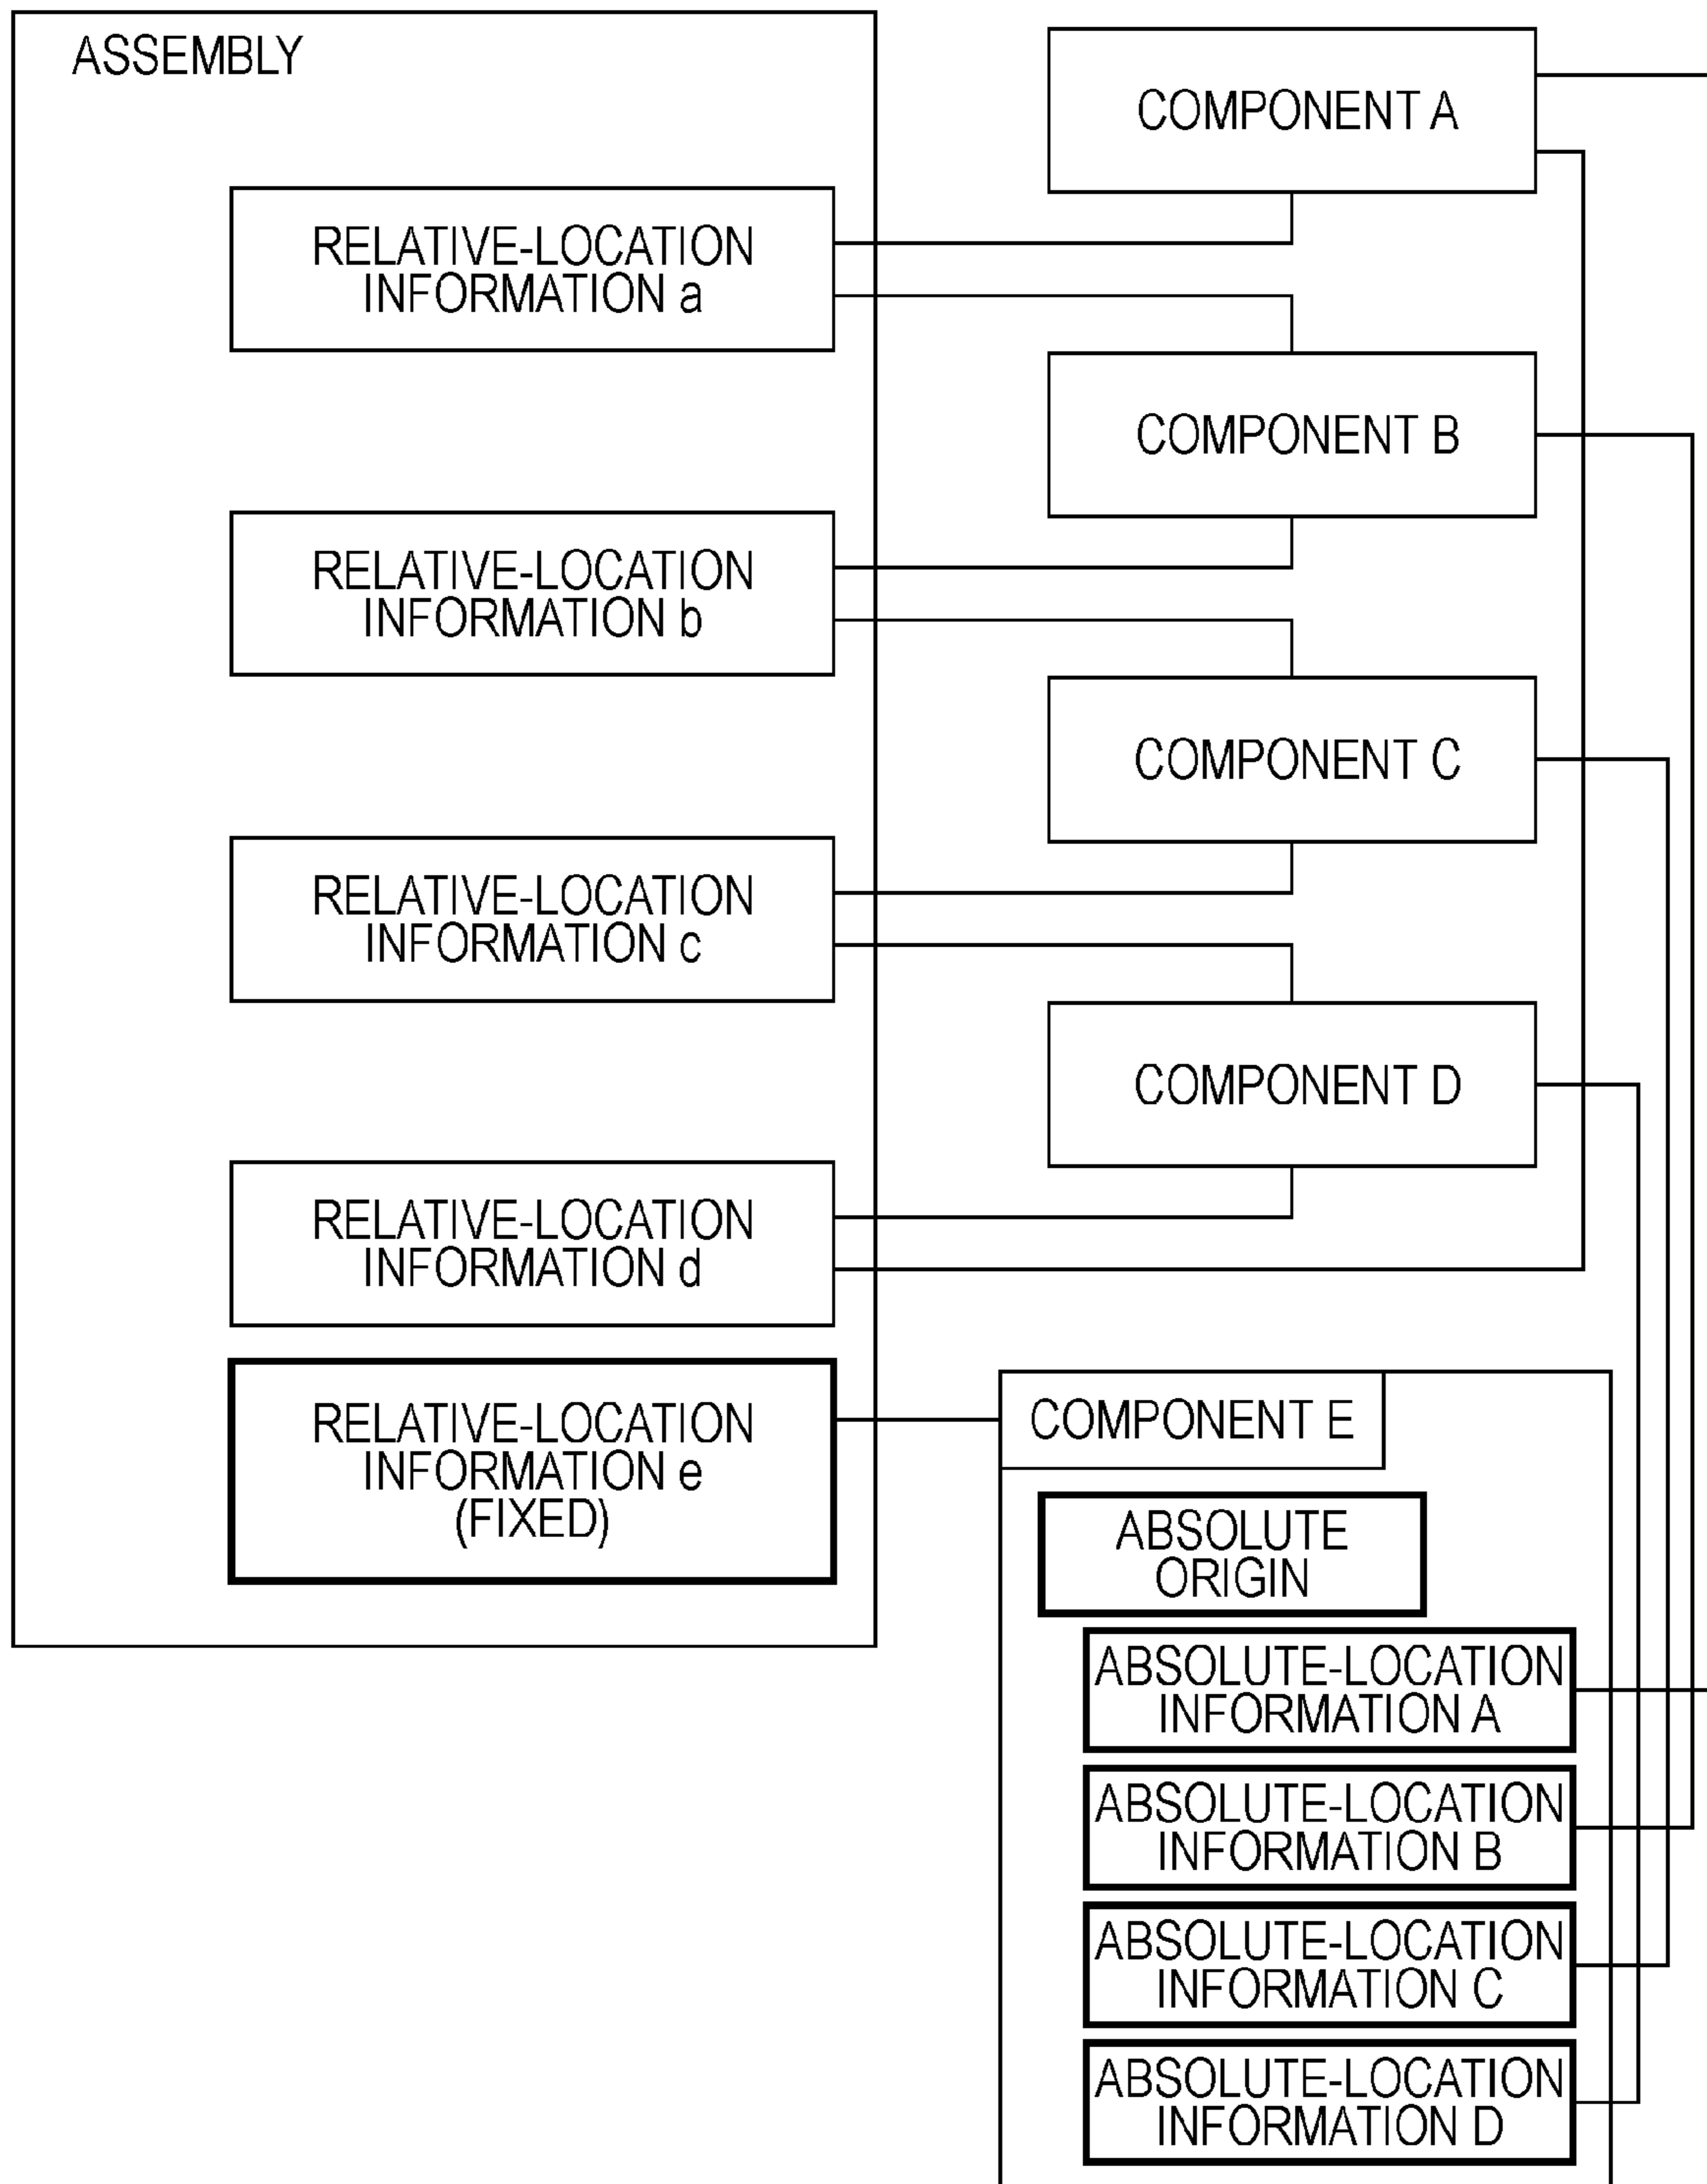 ASSEMBLY
COMPONENT A
RELATIVE-LOCATION
INFORMATION a
COMPONENT B
RELATIVE-LOCATION
INFORMATION b
COMPONENT C
RELATIVE-LOCATION
INFORMATION c
COMPONENT D
RELATIVE-LOCATION
INFORMATION d
RELATIVE-LOCATION
INFORMATION e
(FIXED)
COMPONENT E
ABSOLUTE
ORIGIN
ABSOLUTE-LOCATION
INFORMATION A
ABSOLUTE-LOCATION
INFORMATION B
ABSOLUTE-LOCATION
INFORMATION C
ABSOLUTE-LOCATION
INFORMATION D